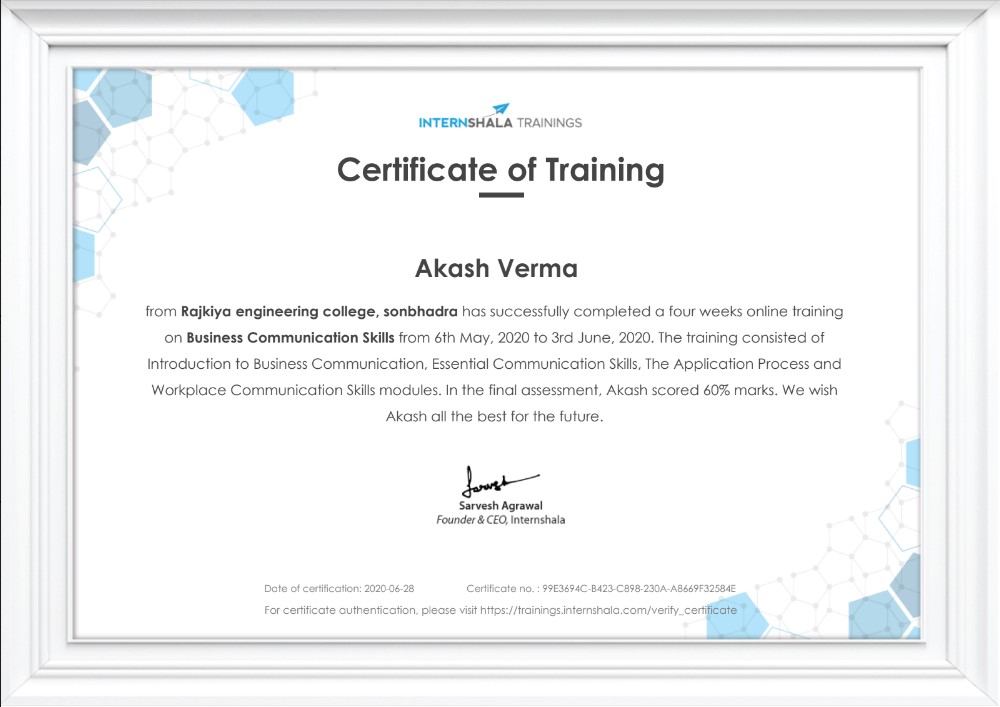 INTERNSHALA TRAININGS
Certificate of Training
Akash Verma
from Rajkiya engineering college, sonbhadra has successfully completed a four weeks online training
on Business Communication Skills from 6th May, 2020 to 3rd June, 2020. The training consisted of
Introduction to Business Communication, Essential Communication Skills, The Application Process and
Workplace Communication Skills modules. In the final assessment, Akash scored 60% marks. We wish
Akash all the best for the future.
Sarvesh
Sarvesh Agrawal
Founder & CEO, Internshala
Date of certification: 2020-06-28 Certificate no. : 99E3694C-B423-C898-230A-A8669F32584E
For certificate authentication, please visit https://trainings.internshala.com/verify_certificate